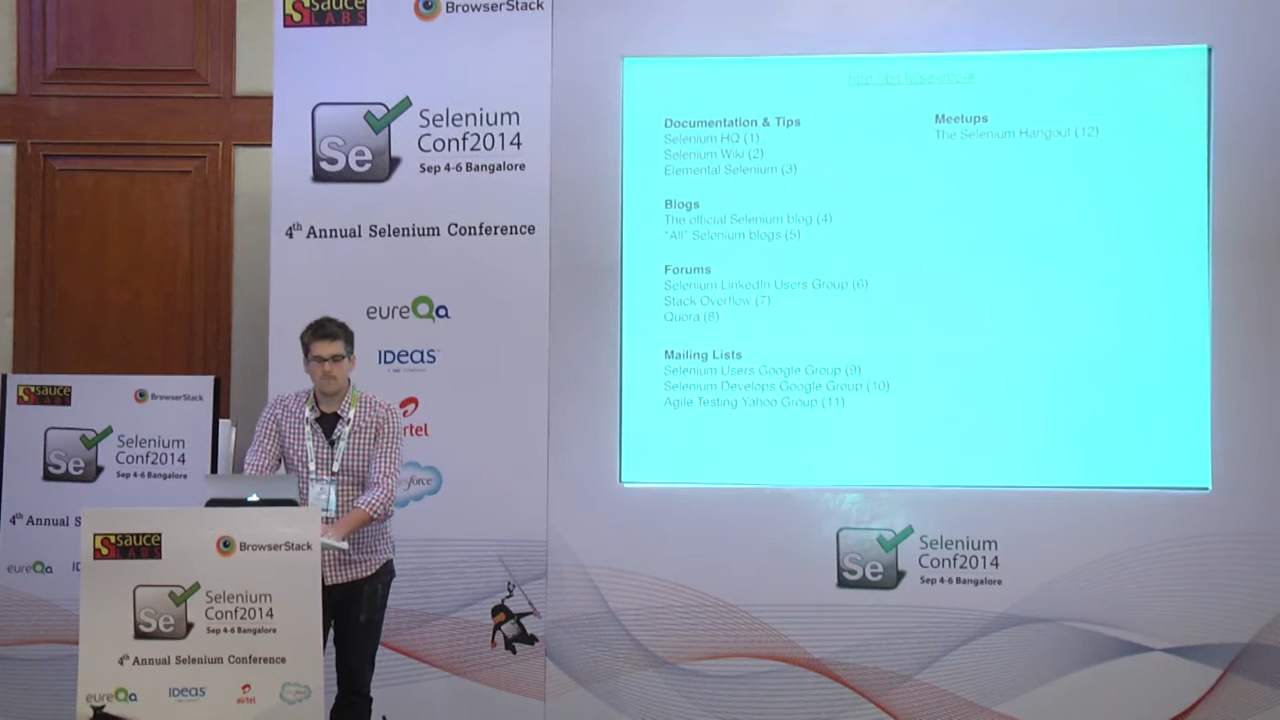 sauce
LABS
BrowserStack
Se
Selenium
Conf2014
Sep 4-6 Bangalore
4th Annual Selenium Conference
eureQa
IDeaS
rtel
force
Documentation & Tips
Selenium HQ (1)
Selenium Wiki (2)
Elemental Selenium (3)
Blogs
The official Selenium blog (4)
"All" Selenium blogs (5)
Forums
Selenium LinkedIn Users Group (6)
Stack Overflow (7)
Quora (8)
Mailing Lists
Selenium Users Google Group (9)
Selenium Develops Google Group (10)
Agile Testing Yahoo Group (11)
Meetups
The Selenium Hangout (12)
Se
Selenium
Conf2014
Sep 4-6 Bangalore
sauce
LABS
BrowserStack
Se
Selenium
Conf2014
Sep 4-6 Bangalore
4th Annual S
eureQa
ID
sauce
LABS
BrowserStack
Se
Selenium
Conf2014
Sep 4-6 Bangalore
4th Annual Selenium Conference
eureQa
IDeaS
airtel